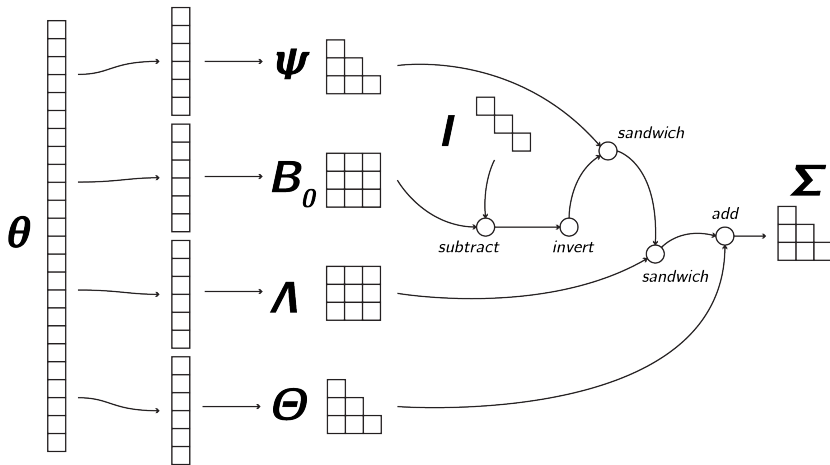 θ
Ψ
B₀
Λ
Θ
I
subtract
invert
sandwich
sandwich
add
Σ